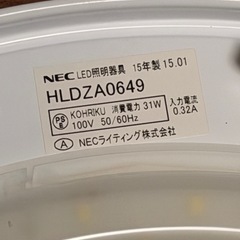 NEC LED照明器具 15年製 15.01
HLDZA0649
PS E KOHRIKU 消費電力 31W 入力電流
100V 50/60Hz 0.32A
A NECライティング株式会社